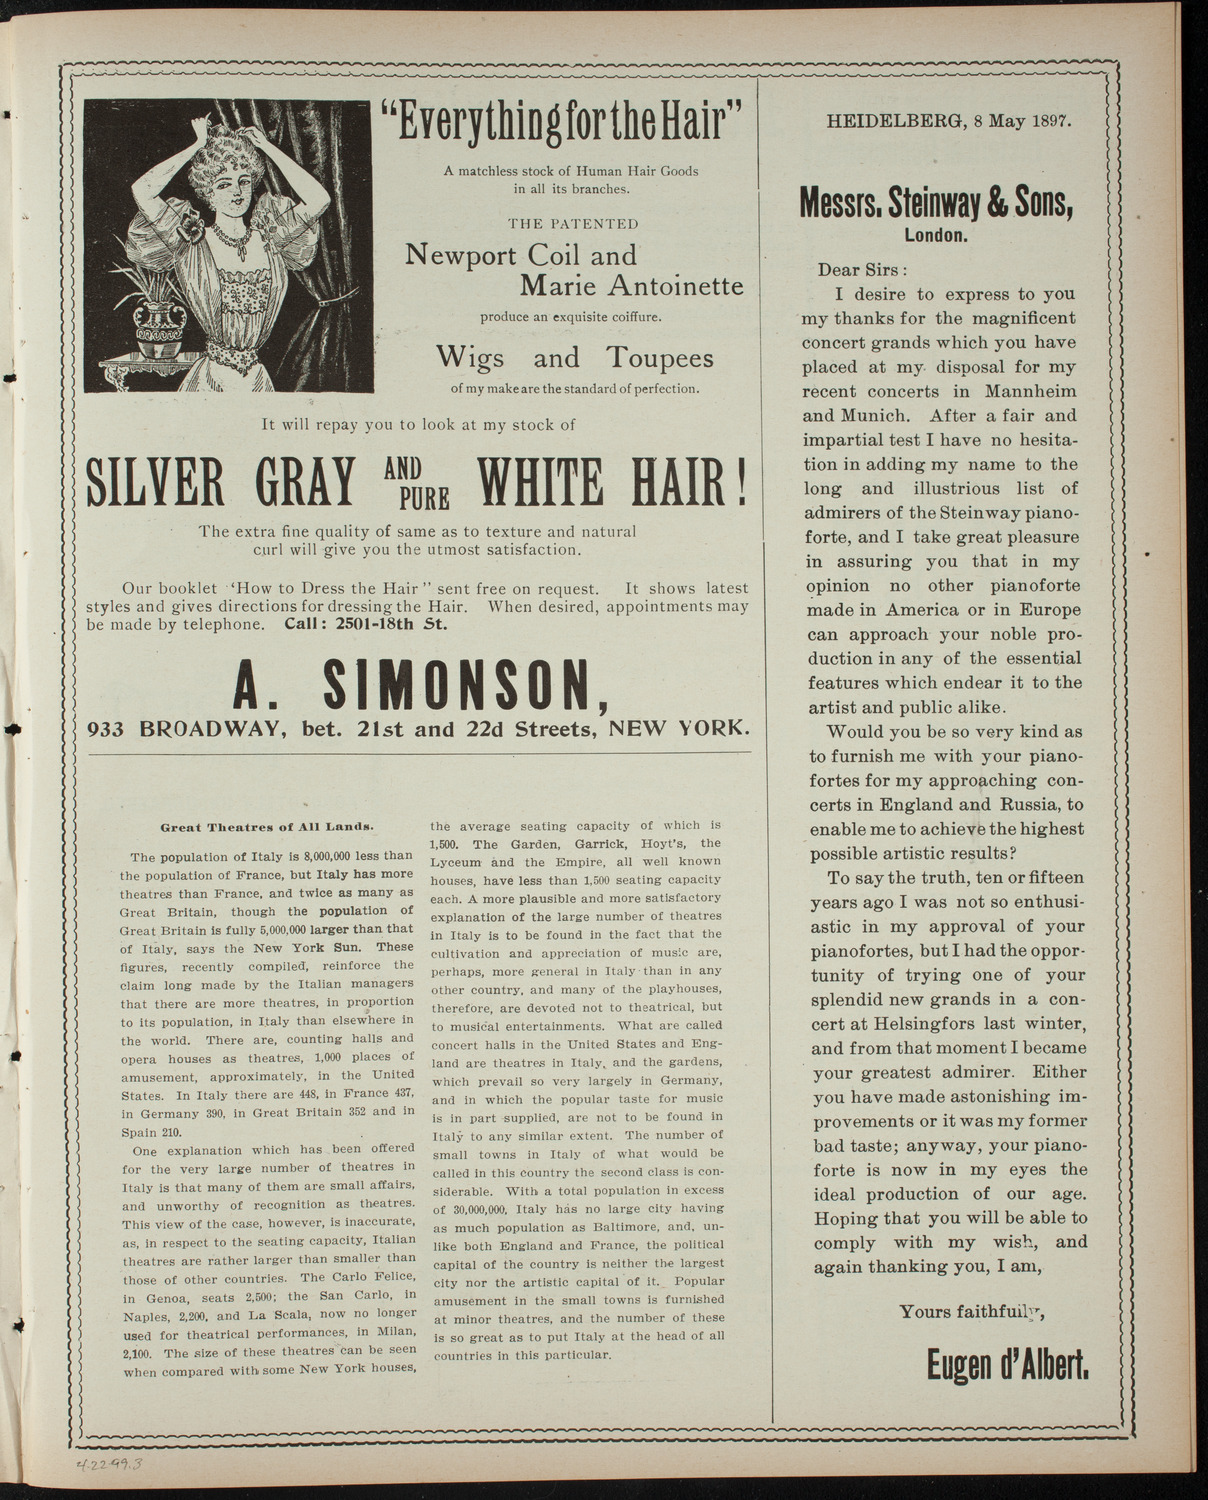 "Everything for the Hair"
A matchless stock of Human Hair Goods
in all its branches.
THE PATENTED
Newport Coil and
Marie Antoinette
produce an exquisite coiffure.
Wigs and Toupees
of my make are the standard of perfection.
It will repay you to look at my stock of
SILVER GRAY AND PURE WHITE HAIR!
The extra fine quality of same as to texture and natural
curl will give you the utmost satisfaction.
Our booklet 'How to Dress the Hair" sent free on request. It shows latest
styles and gives directions for dressing the Hair. When desired, appointments may
be made by telephone. Call: 2501-18th St.
A. SIMONSON,
933 BROADWAY, bet. 21st and 22d Streets, NEW YORK.
Great Theatres of All Lands.
The population of Italy is 8,000,000 less than
the population of France, but Italy has more
theatres than France, and twice as many as
Great Britain, though the population of
Great Britain is fully 5,000,000 larger than that
of Italy, says the New York Sun. These
figures, recently compiled, reinforce the
claim long made by the Italian managers
that there are more theatres, in proportion
to its population, in Italy than elsewhere in
the world. There are, counting halls and
opera houses as theatres, 1,000 places of
amusement, approximately, in the United
States. In Italy there are 448, in France 437,
in Germany 390, in Great Britain 352 and in
Spain 210.
One explanation which has been offered
for the very large number of theatres in
Italy is that many of them are small affairs,
and unworthy of recognition as theatres.
This view of the case, however, is inaccurate,
as, in respect to the seating capacity, Italian
theatres are rather larger than smaller than
those of other countries. The Carlo Felice,
in Genoa, seats 2,500; the San Carlo, in
Naples, 2,200, and La Scala, now no longer
used for theatrical performances, in Milan,
2,100. The size of these theatres can be seen
when compared with some New York houses,
the average seating capacity of which is
1,500. The Garden, Garrick, Hoyt's, the
Lyceum and the Empire, all well known
houses, have less than 1,500 seating capacity
each. A more plausible and more satisfactory
explanation of the large number of theatres
in Italy is to be found in the fact that the
cultivation and appreciation of music are,
perhaps, more general in Italy than in any
other country, and many of the playhouses,
therefore, are devoted not to theatrical, but
to musical entertainments. What are called
concert halls in the United States and Eng-
land are theatres in Italy, and the gardens,
which prevail so very largely in Germany,
and in which the popular taste for music
is in part supplied, are not to be found in
Italy to any similar extent. The number of
small towns in Italy of what would be
called in this country the second class is con-
siderable. With a total population in excess
of 30,000,000, Italy has no large city having
as much population as Baltimore, and, un-
like both England and France, the political
capital of the country is neither the largest
city nor the artistic capital of it. Popular
amusement in the small towns is furnished
at minor theatres, and the number of these
is so great as to put Italy at the head of all
countries in this particular.
HEIDELBERG, 8 May 1897.
Messrs. Steinway & Sons,
London.
Dear Sirs:
I desire to express to you
my thanks for the magnificent
concert grands which you have
placed at my disposal for my
recent concerts in Mannheim
and Munich. After a fair and
impartial test I have no hesita-
tion in adding my name to the
long and illustrious list of
admirers of the Steinway piano-
forte, and I take great pleasure
in assuring you that in my
opinion no other pianoforte
made in America or in Europe
can approach your noble pro-
duction in any of the essential
features which endear it to the
artist and public alike.
Would you be so very kind as
to furnish me with your piano-
fortes for my approaching con-
certs in England and Russia, to
enable me to achieve the highest
possible artistic results?
To say the truth, ten or fifteen
years ago I was not so enthusi-
astic in my approval of your
pianofortes, but I had the oppor-
tunity of trying one of your
splendid new grands in a con-
cert at Helsingfors last winter,
and from that moment I became
your greatest admirer. Either
you have made astonishing im-
provements or it was my former
bad taste; anyway, your piano-
forte is now in my eyes the
ideal production of our age.
Hoping that you will be able to
comply with my wish, and
again thanking you, I am,
Yours faithfully,
Eugen d'Albert.
4.22.99.3